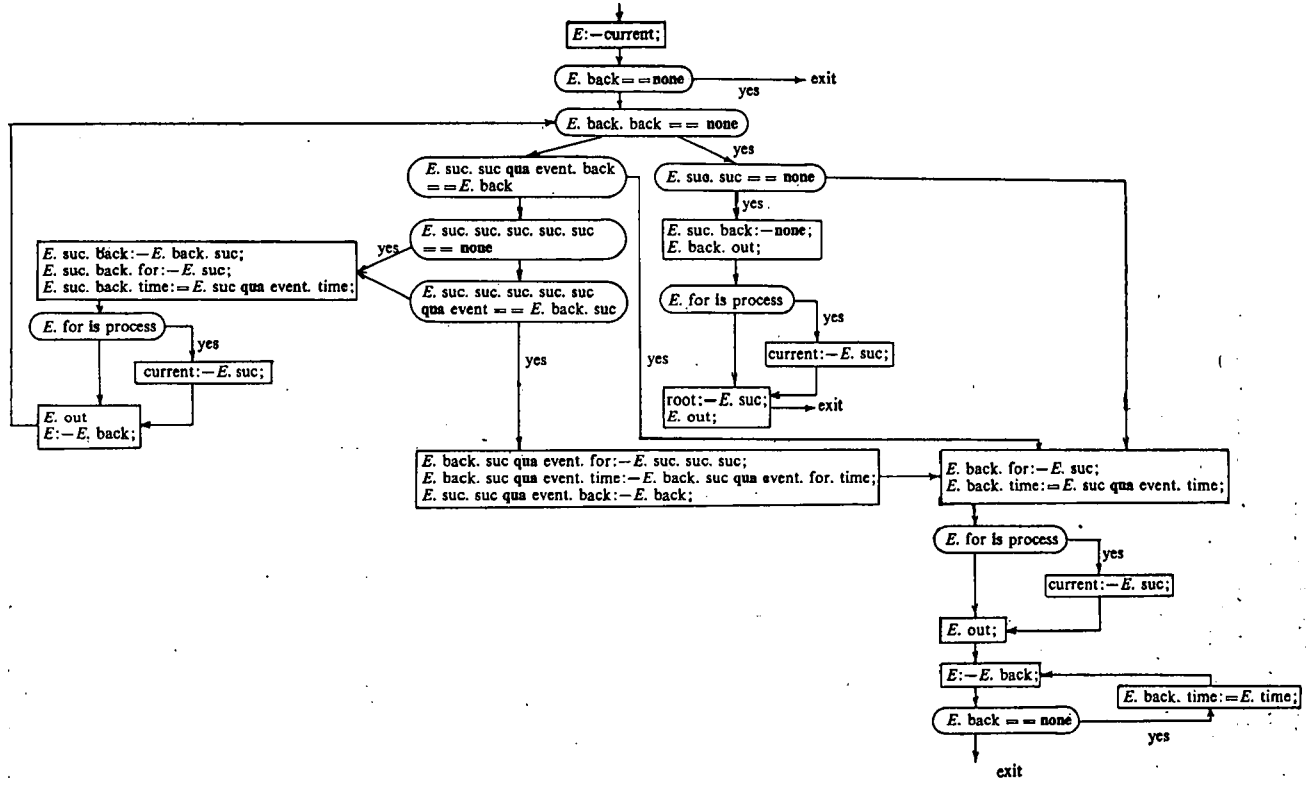 E:−current;
E. back = = none
exit
yes
E. back. back = = none
yes
E. suc. suc qua event. back
= = E. back
E. suc. suc = = none
yes
E. suc. suc. suc. suc. suc
= = none
yes
E. suc. back:−none;
E. back. out;
E. suc. back:−E. back. suc;
E. suc. back. for:−E. suc;
E. suc. back. time:=E. suc qua event. time;
E. suc. suc. suc. suc. suc
qua event = = E. back. suc
E. for is process
yes
E. for is process
yes
current:−E. suc;
yes
yes
current:−E. suc;
root:−E. suc;
E. out;
exit
E. out
E:−E. back;
E. back. suc qua event. for:−E. suc. suc. suc;
E. back. suc qua event. time:−E. back. suc qua event. for. time;
E. suc. suc qua event. back:−E. back;
E. back. for:−E. suc;
E. back. time:=E. suc qua event. time;
E. for is process
yes
current:−E. suc;
E. out;
E:−E. back;
E. back. time:=E. time;
E. back = = none
yes
exit